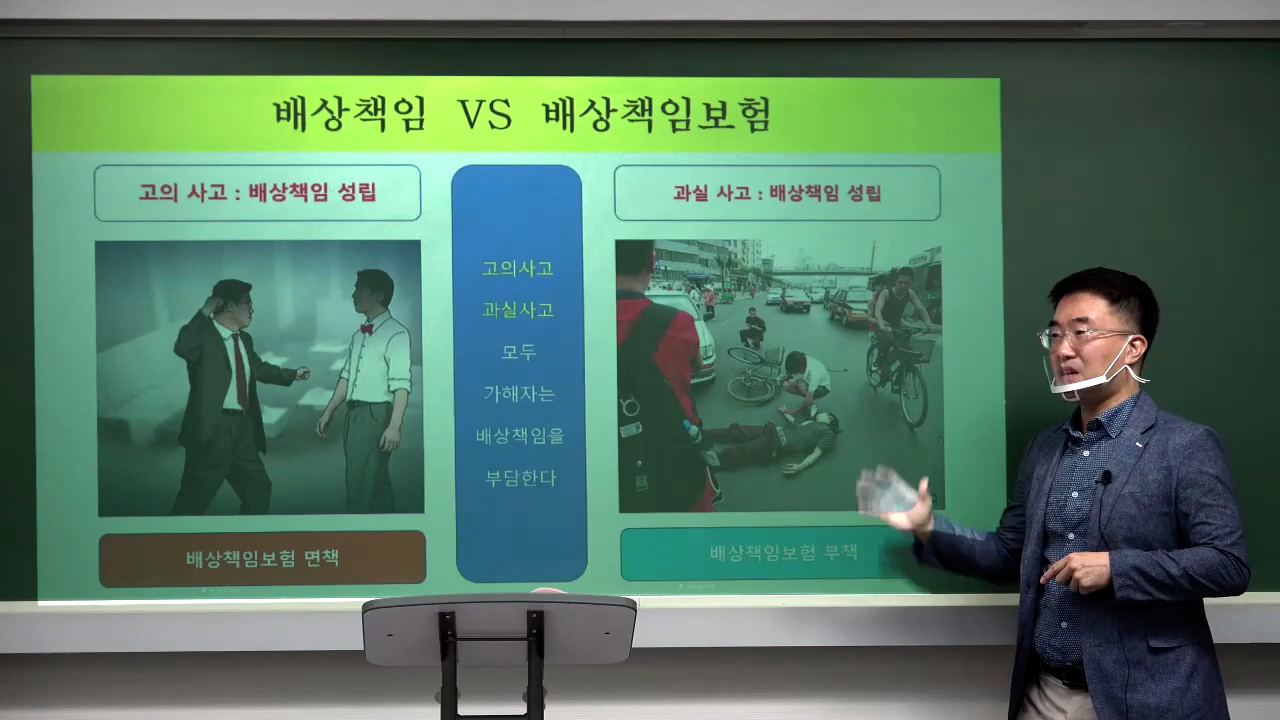 배상책임 VS 배상책임보험
고의 사고 : 배상책임 성립
고의사고
과실사고
모두
가해자는
배상책임을
부담한다
과실 사고 : 배상책임 성립
배상책임보험 면책
배상책임보험 부책